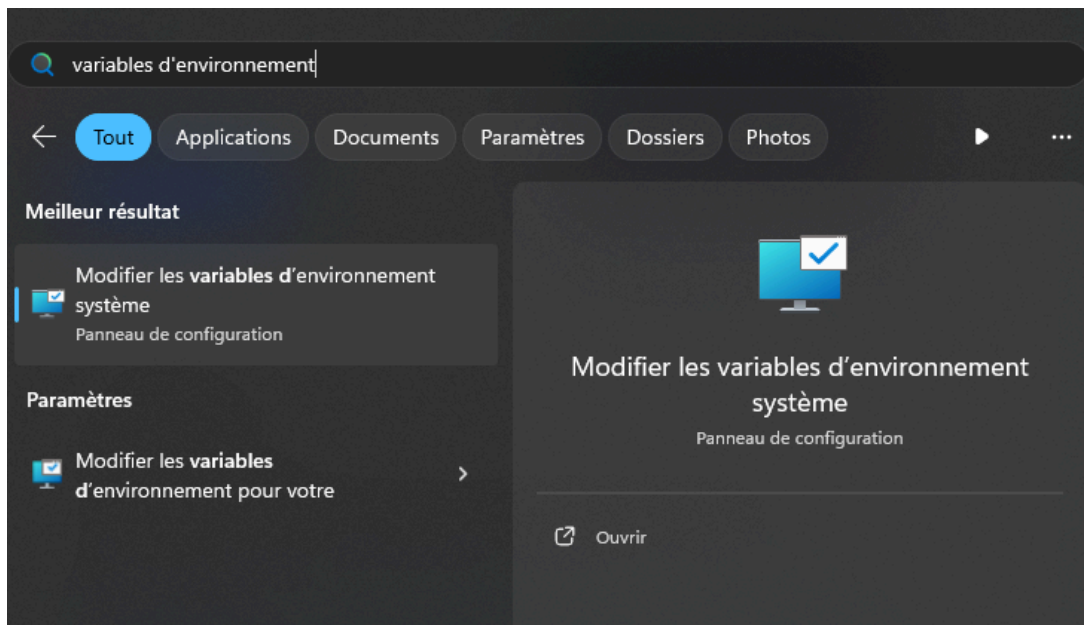 variables d'environnement
Tout
Applications
Documents
Paramètres
Dossiers
Photos
Meilleur résultat
Modifier les variables d’environnement
système
Panneau de configuration
Paramètres
Modifier les variables
d’environnement pour votre
Modifier les variables d’environnement
système
Panneau de configuration
Ouvrir